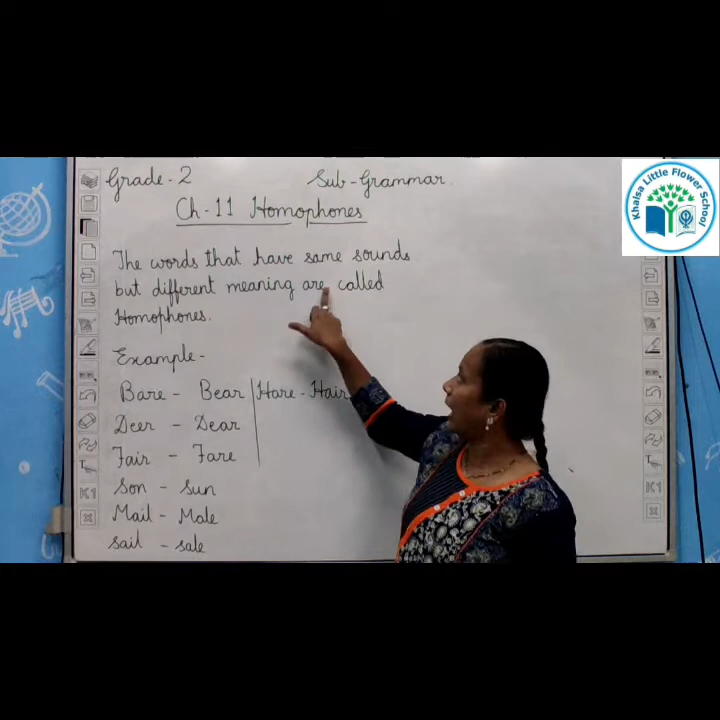 Grade - 2 Sub - Grammar.
Ch - 11 Homophones
The words that have same sounds
but different meaning are called
Homophones.
Example -
Bare - Bear Hare - Hair
Deer - Dear
Fair - Fare
Son - Sun
Mail - Male
Sail - Sale
Khalsa Little Flower School
K1
K1